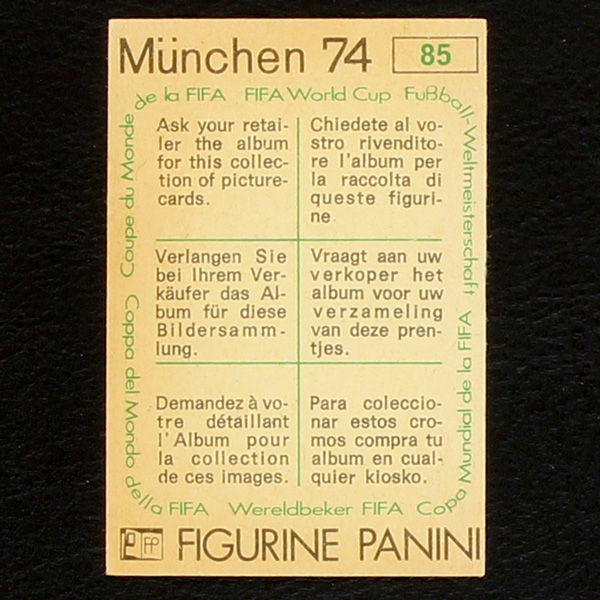 München 74
85
Coupe du Monde de la FIFA
FIFA World Cup
Fußball-Weltmeisterschaft
Ask your retai-
ler the album
for this collec-
tion of picture-
cards.
Chiedete al vo-
stro rivendito-
re l'album per
la raccolta di
queste figuri-
ne
Verlangen Sie
bei Ihrem Ver-
käufer das Al-
bum für diese
Bildersamm-
lung.
Vraagt aan uw
verkoper het
album voor uw
verzameling
van deze pren-
tjes.
Demandez à vo-
tre détaillant
l'Album pour
la collection
de ces images.
Para coleccio-
nar estos cro-
mos compra tu
album en cual-
quier kiosko.
Coppa del Mondo della FIFA
Wereldbeker FIFA
Copa Mundial de la FIFA
FIGURINE PANINI